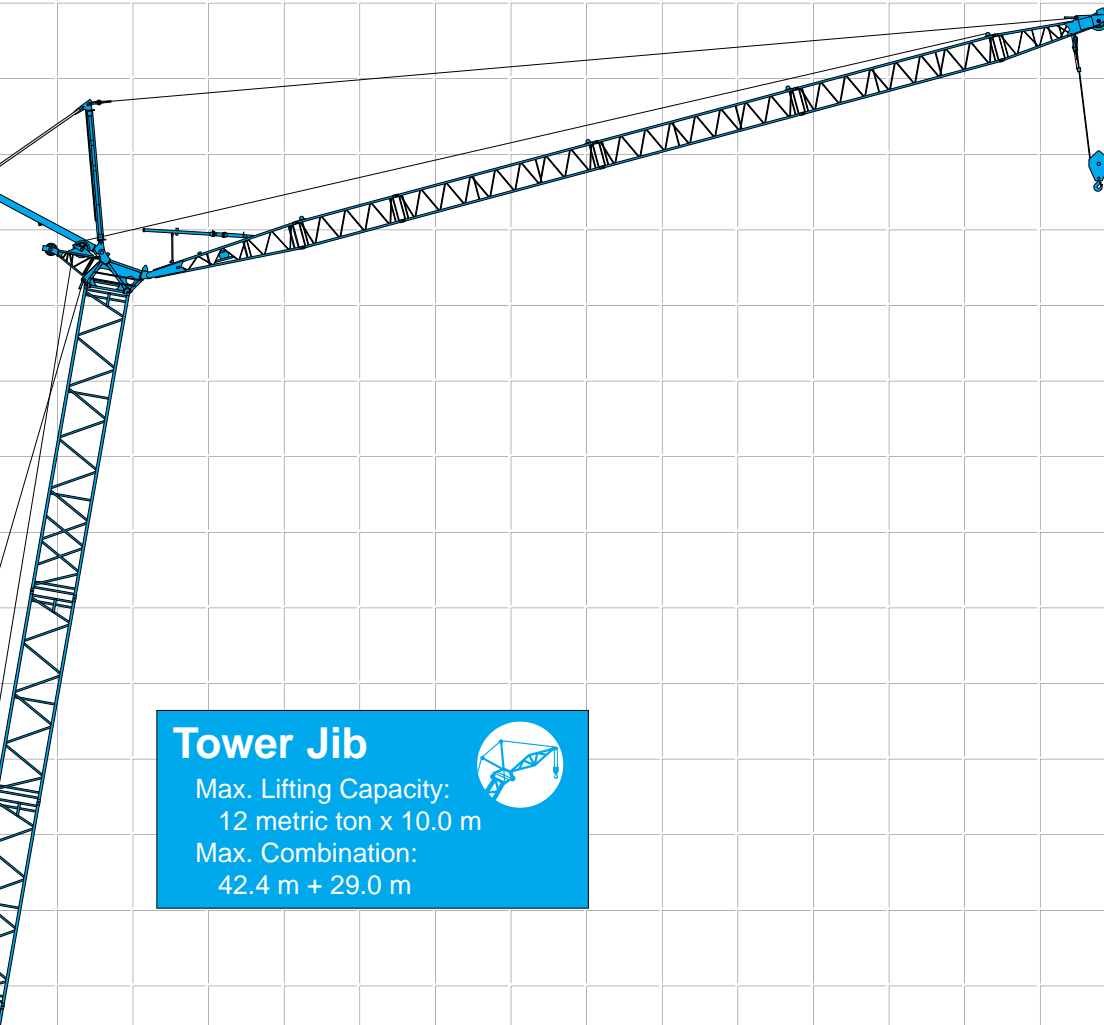 Tower Jib
Max. Lifting Capacity:
12 metric ton x 10.0 m
Max. Combination:
42.4 m + 29.0 m